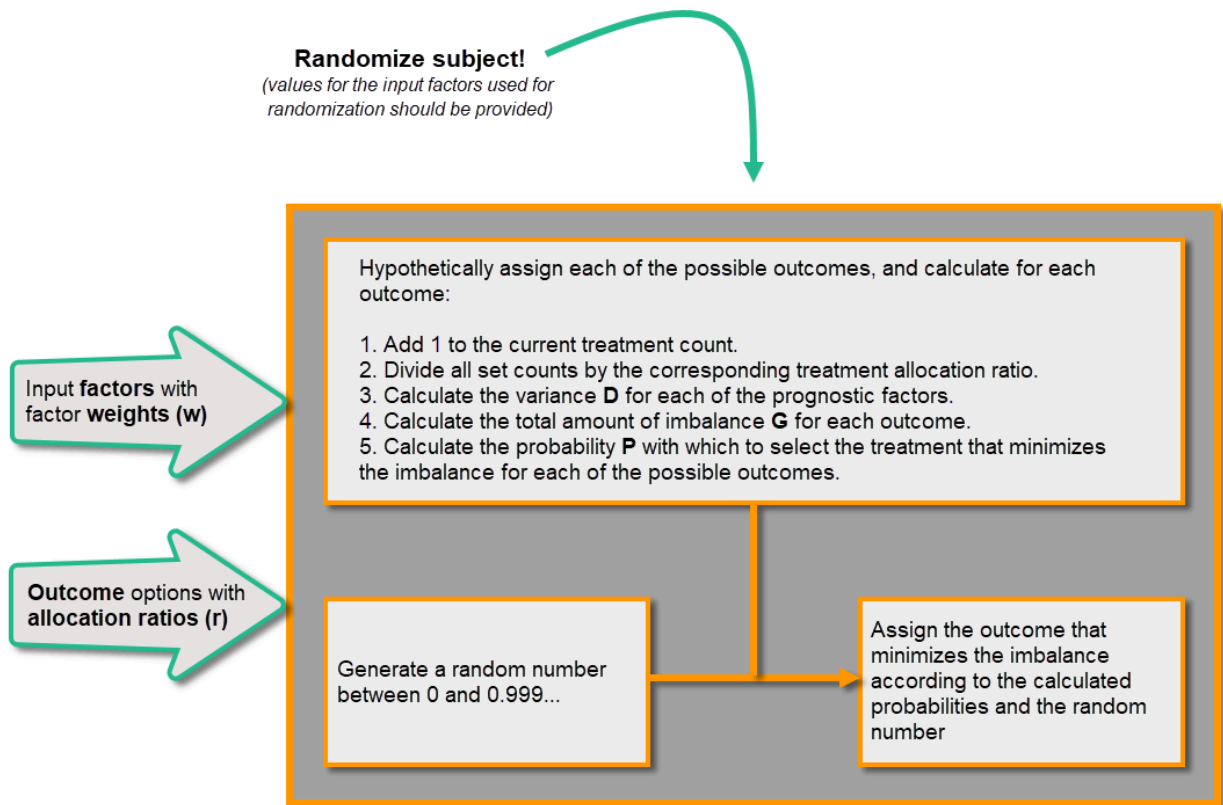 Randomize subject!
(values for the input factors used for
randomization should be provided)
Hypothetically assign each of the possible outcomes, and calculate for each
outcome:
1. Add 1 to the current treatment count.
2. Divide all set counts by the corresponding treatment allocation ratio.
3. Calculate the variance D for each of the prognostic factors.
4. Calculate the total amount of imbalance G for each outcome.
5. Calculate the probability P with which to select the treatment that minimizes
the imbalance for each of the possible outcomes.
Input factors with
factor weights (w)
Outcome options with
allocation ratios (r)
Generate a random number
between 0 and 0.999...
Assign the outcome that
minimizes the imbalance
according to the calculated
probabilities and the random
number